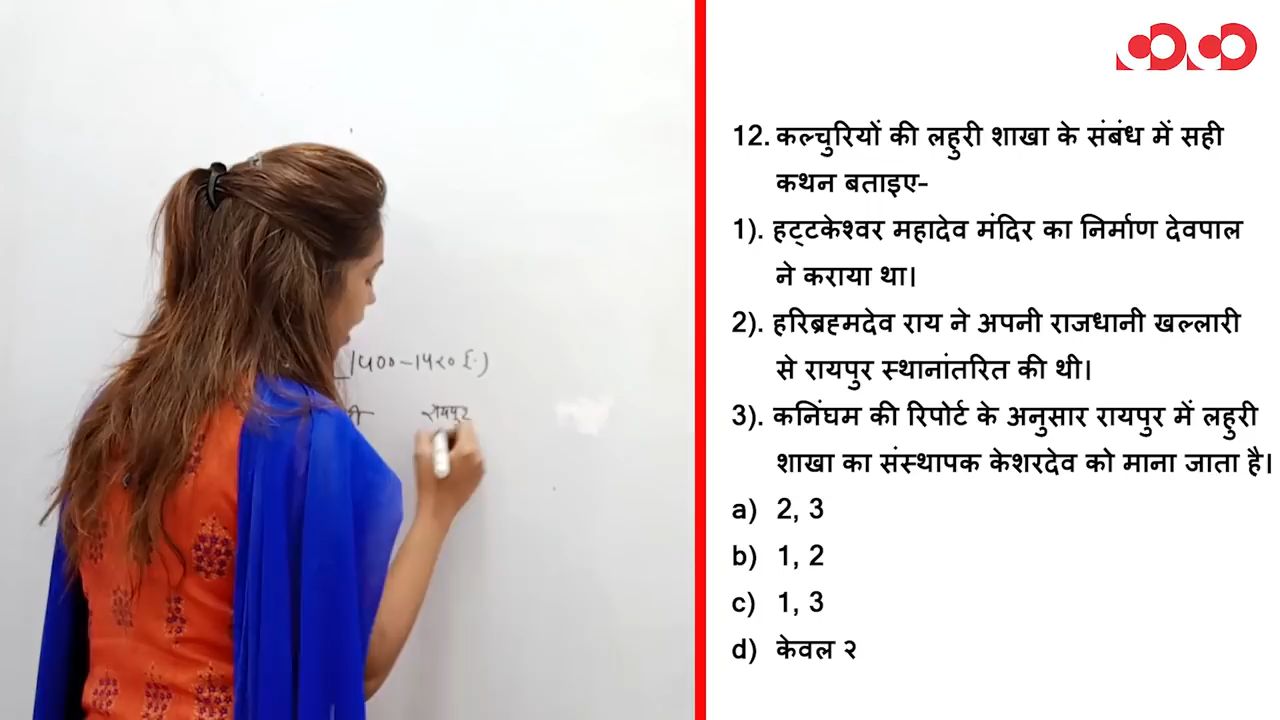 12. कल्चुरियों की लहुरी शाखा के संबंध में सही
कथन बताइए-
1). हट्टकेश्वर महादेव मंदिर का निर्माण देवपाल
ने कराया था।
2). हरिब्रह्मदेव राय ने अपनी राजधानी खल्लारी
से रायपुर स्थानांतरित की थी।
3). कनिंघम की रिपोर्ट के अनुसार रायपुर में लहुरी
शाखा का संस्थापक केशरदेव को माना जाता है।
a) 2, 3
b) 1, 2
c) 1, 3
d) केवल २
रायपुर